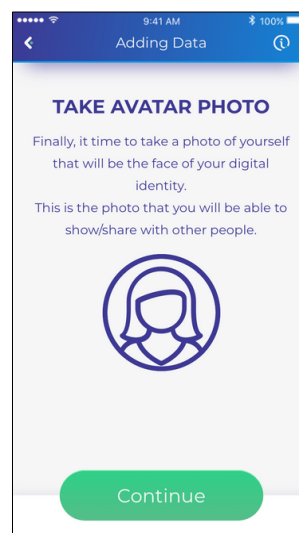 9:41 AM
100%
Adding Data
TAKE AVATAR PHOTO
Finally, it time to take a photo of yourself
that will be the face of your digital
identity.
This is the photo that you will be able to
show/share with other people.
Continue